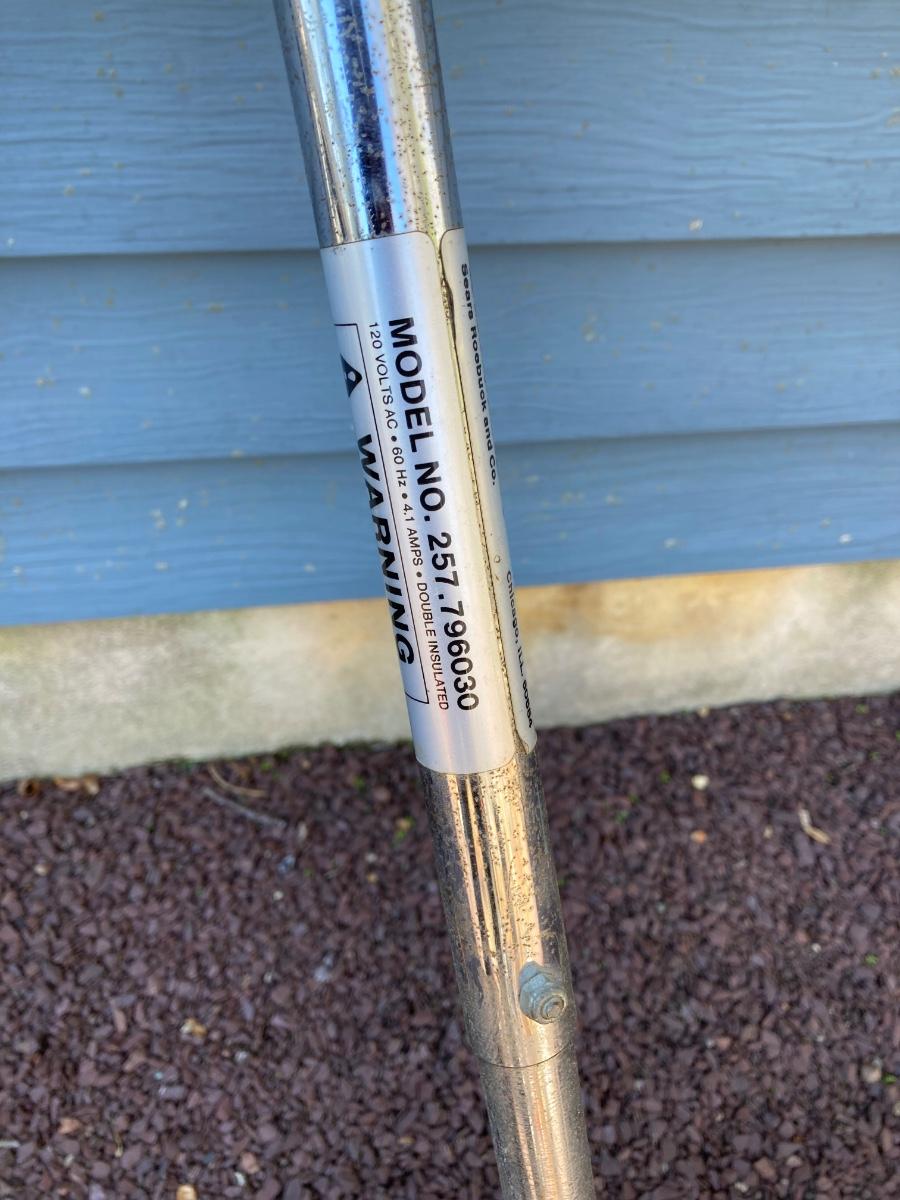 Sears Roebuck and Co.
Chicago, ILL. 60684
MODEL NO. 257.796030
120 VOLTS AC • 60 Hz • 4.1 AMPS • DOUBLE INSULATED
WARNING